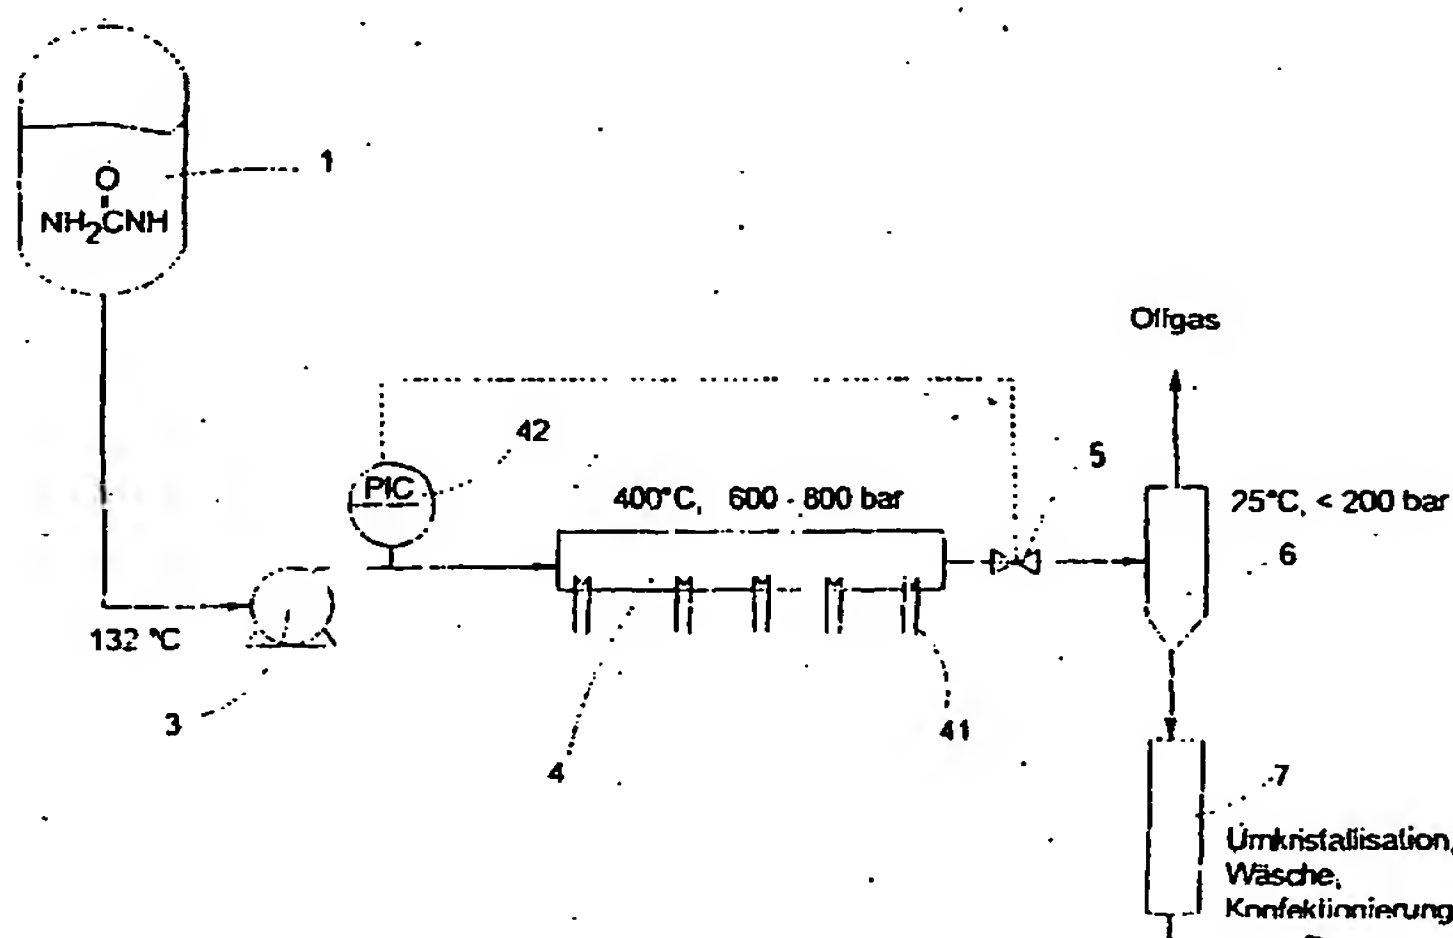 1
O
NH₂CNH
Offgas
42
5
PIC
400°C, 600 - 800 bar
25°C, < 200 bar
6
132 °C
3
41
4
7
Umkristallisation,
Wäsche,
Konfektionierung